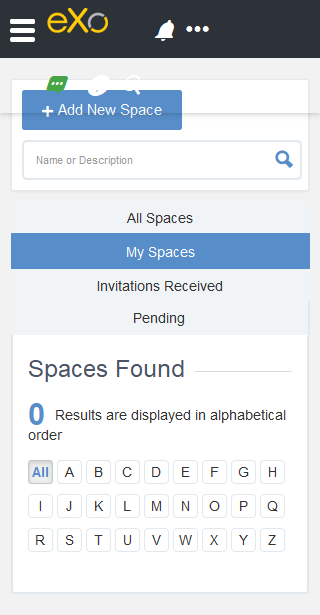 eXo
+ Add New Space
Name or Description
All Spaces
My Spaces
Invitations Received
Pending
Spaces Found
0 Results are displayed in alphabetical
order
All A B C D E F G H
I J K L M N O P Q
R S T U V W X Y Z